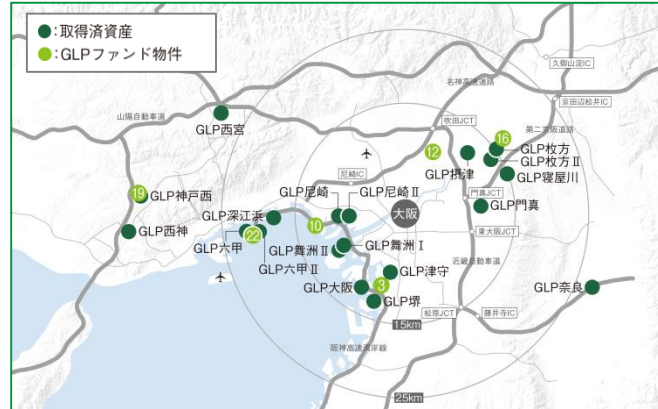 ●:取得済資産
●:GLPファンド物件
久御山淀IC
名神高速道路
京田辺松井IC
山陽自動車道
GLP西宮
吹田JCT
第二京阪道路
16
12
GLP枚方
GLP枚方Ⅱ
GLP摂津
GLP寝屋川
尼崎IC
19
GLP神戸西
GLP尼崎
GLP尼崎Ⅱ
門真JCT
GLP門真
大阪
GLP深江浜
10
GLP西神
GLP六甲
22
東大阪JCT
GLP舞洲Ⅱ
GLP舞洲Ⅰ
GLP六甲Ⅱ
近畿自動車道
GLP津守
GLP大阪
3
GLP奈良
GLP堺
松原JCT
藤井寺IC
15km
阪神高速湾岸線
25km